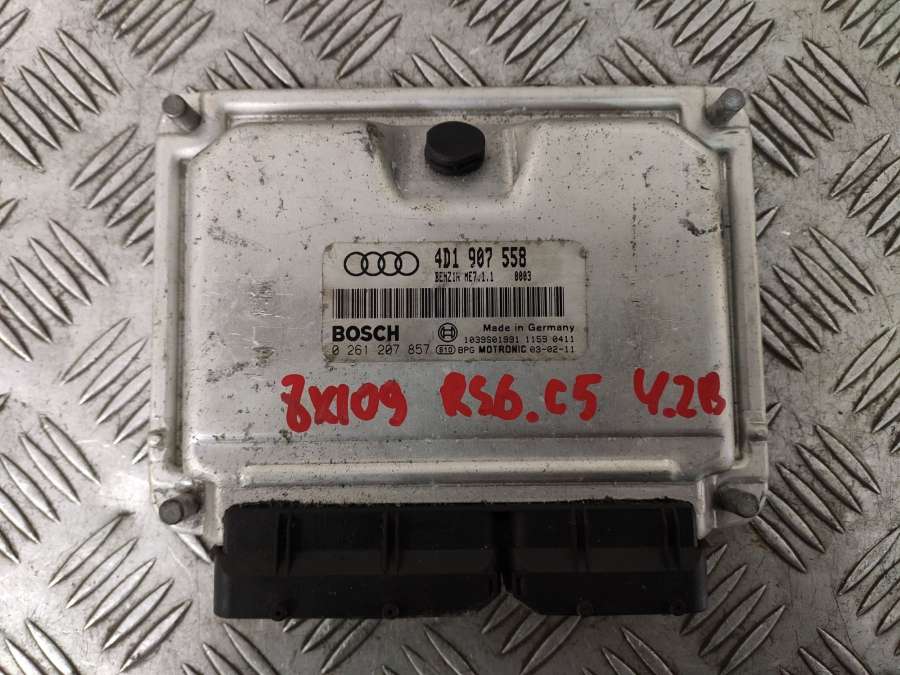 4D1 907 558
BENZIN ME7.1.1 0003
BOSCH
Made in Germany
1039S01991 1159 0411
0 261 207 857 B10 BPG MOTRONIC 03-02-11
8X109 RS6.C5 4.2B